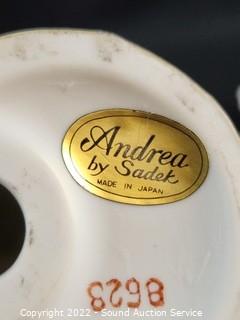 Andrea
by Sadek
MADE IN JAPAN
8628
Copyright 2022 - Sound Auction Service